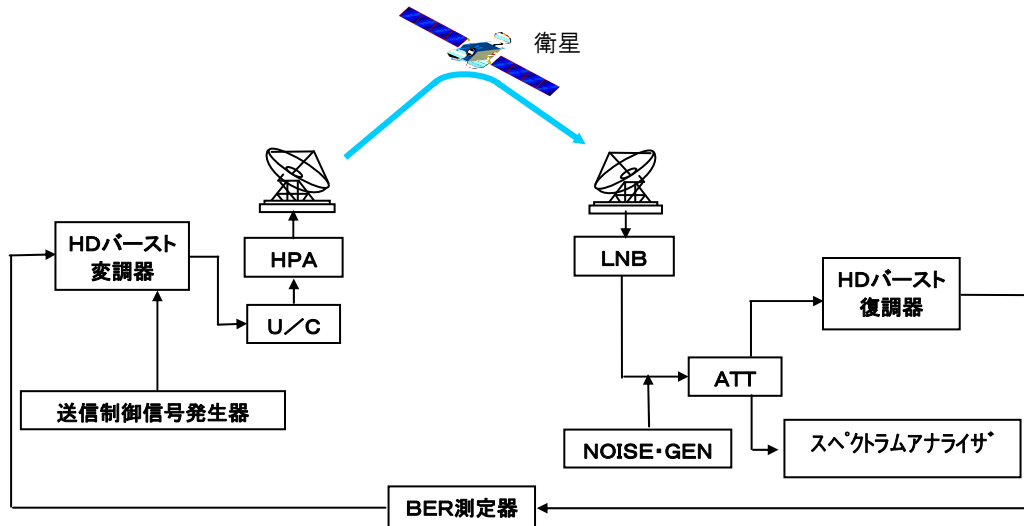 衛星
HDバースト
変調器
HPA
U/C
送信制御信号発生器
LNB
HDバースト
復調器
ATT
NOISE・GEN
スペクトラムアナライザ
BER測定器